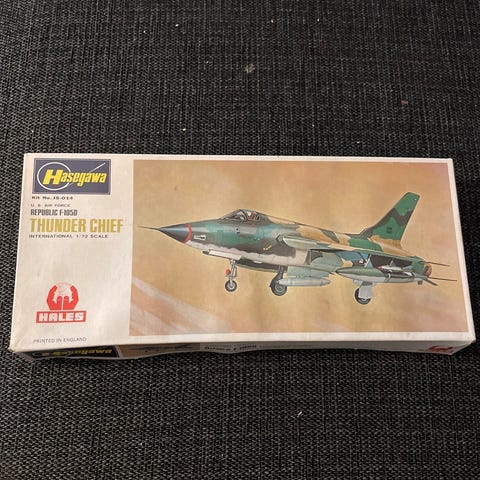 Hasegawa
Kit No. JS-014
U. S. AIR FORCE
REPUBLIC F-105D
THUNDER CHIEF
INTERNATIONAL 1/72 SCALE
HALES
PRINTED IN ENGLAND